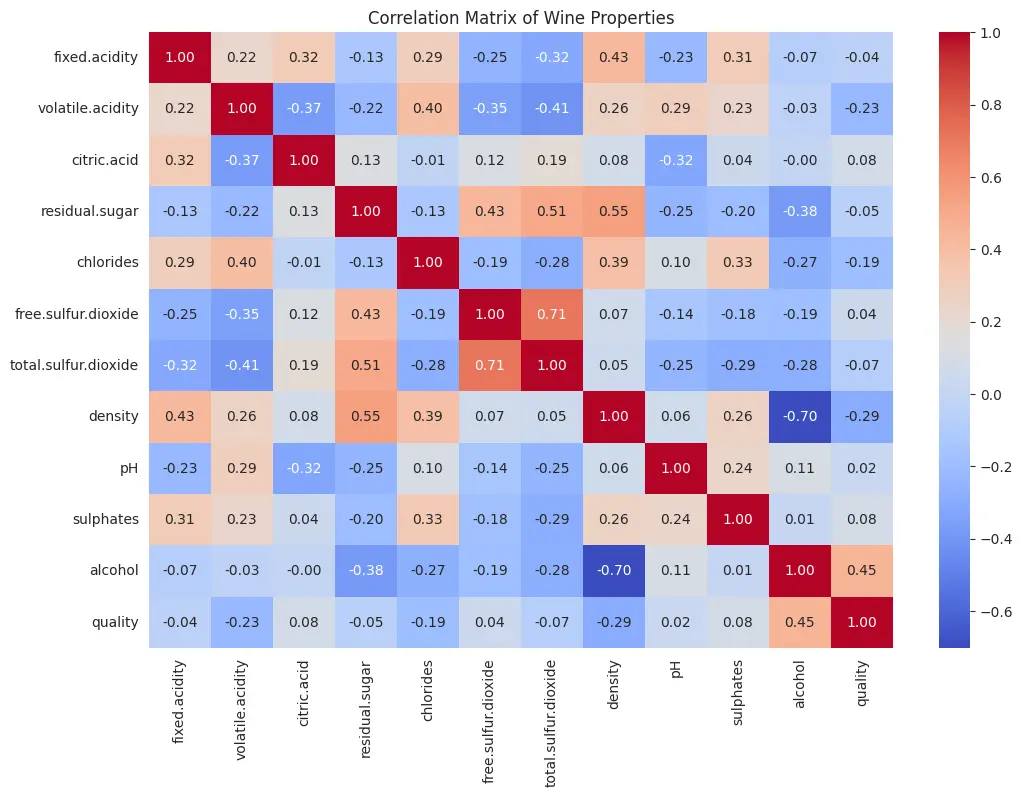 Correlation Matrix of Wine Properties
fixed.acidity 1.00 0.22 0.32 -0.13 0.29 -0.25 -0.32 0.43 -0.23 0.31 -0.07 -0.04
volatile.acidity 0.22 1.00 -0.37 -0.22 0.40 -0.35 -0.41 0.26 0.29 0.23 -0.03 -0.23
citric.acid 0.32 -0.37 1.00 0.13 -0.01 0.12 0.19 0.08 -0.32 0.04 -0.00 0.08
residual.sugar -0.13 -0.22 0.13 1.00 -0.13 0.43 0.51 0.55 -0.25 -0.20 -0.38 -0.05
chlorides 0.29 0.40 -0.01 -0.13 1.00 -0.19 -0.28 0.39 0.10 0.33 -0.27 -0.19
free.sulfur.dioxide -0.25 -0.35 0.12 0.43 -0.19 1.00 0.71 0.07 -0.14 -0.18 -0.19 0.04
total.sulfur.dioxide -0.32 -0.41 0.19 0.51 -0.28 0.71 1.00 0.05 -0.25 -0.29 -0.28 -0.07
density 0.43 0.26 0.08 0.55 0.39 0.07 0.05 1.00 0.06 0.26 -0.70 -0.29
pH -0.23 0.29 -0.32 -0.25 0.10 -0.14 -0.25 0.06 1.00 0.24 0.11 0.02
sulphates 0.31 0.23 0.04 -0.20 0.33 -0.18 -0.29 0.26 0.24 1.00 0.01 0.08
alcohol -0.07 -0.03 -0.00 -0.38 -0.27 -0.19 -0.28 -0.70 0.11 0.01 1.00 0.45
quality -0.04 -0.23 0.08 -0.05 -0.19 0.04 -0.07 -0.29 0.02 0.08 0.45 1.00
fixed.acidity
volatile.acidity
citric.acid
residual.sugar
chlorides
free.sulfur.dioxide
total.sulfur.dioxide
density
pH
sulphates
alcohol
quality
1.0
0.8
0.6
0.4
0.2
0.0
−0.2
−0.4
−0.6